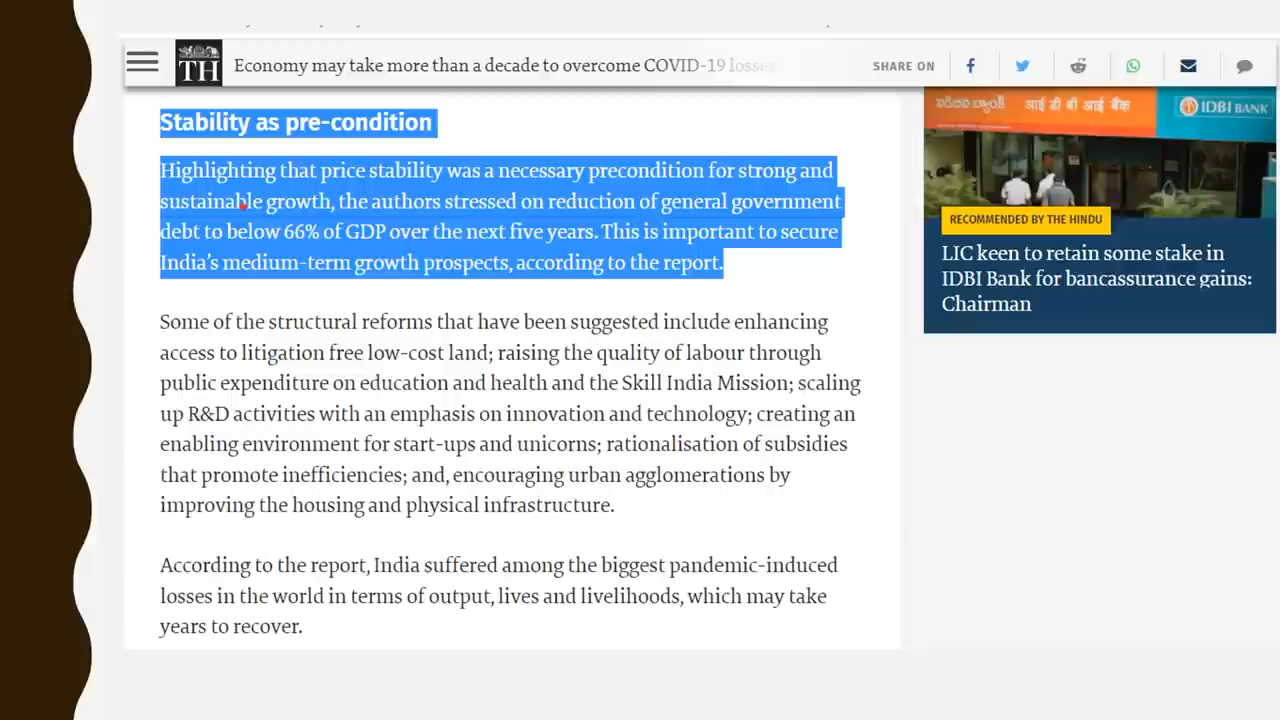 TH
Economy may take more than a decade to overcome COVID-19 losse
SHARE ON
Stability as pre-condition
Highlighting that price stability was a necessary precondition for strong and
sustainable growth, the authors stressed on reduction of general government
debt to below 66% of GDP over the next five years. This is important to secure
India's medium-term growth prospects, according to the report.
Some of the structural reforms that have been suggested include enhancing
access to litigation free low-cost land; raising the quality of labour through
public expenditure on education and health and the Skill India Mission; scaling
up R&D activities with an emphasis on innovation and technology; creating an
enabling environment for start-ups and unicorns; rationalisation of subsidies
that promote inefficiencies; and, encouraging urban agglomerations by
improving the housing and physical infrastructure.
According to the report, India suffered among the biggest pandemic-induced
losses in the world in terms of output, lives and livelihoods, which may take
years to recover.
आई डी बी आई बैंक
IDBI BANK
RECOMMENDED BY THE HINDU
LIC keen to retain some stake in
IDBI Bank for bancassurance gains:
Chairman